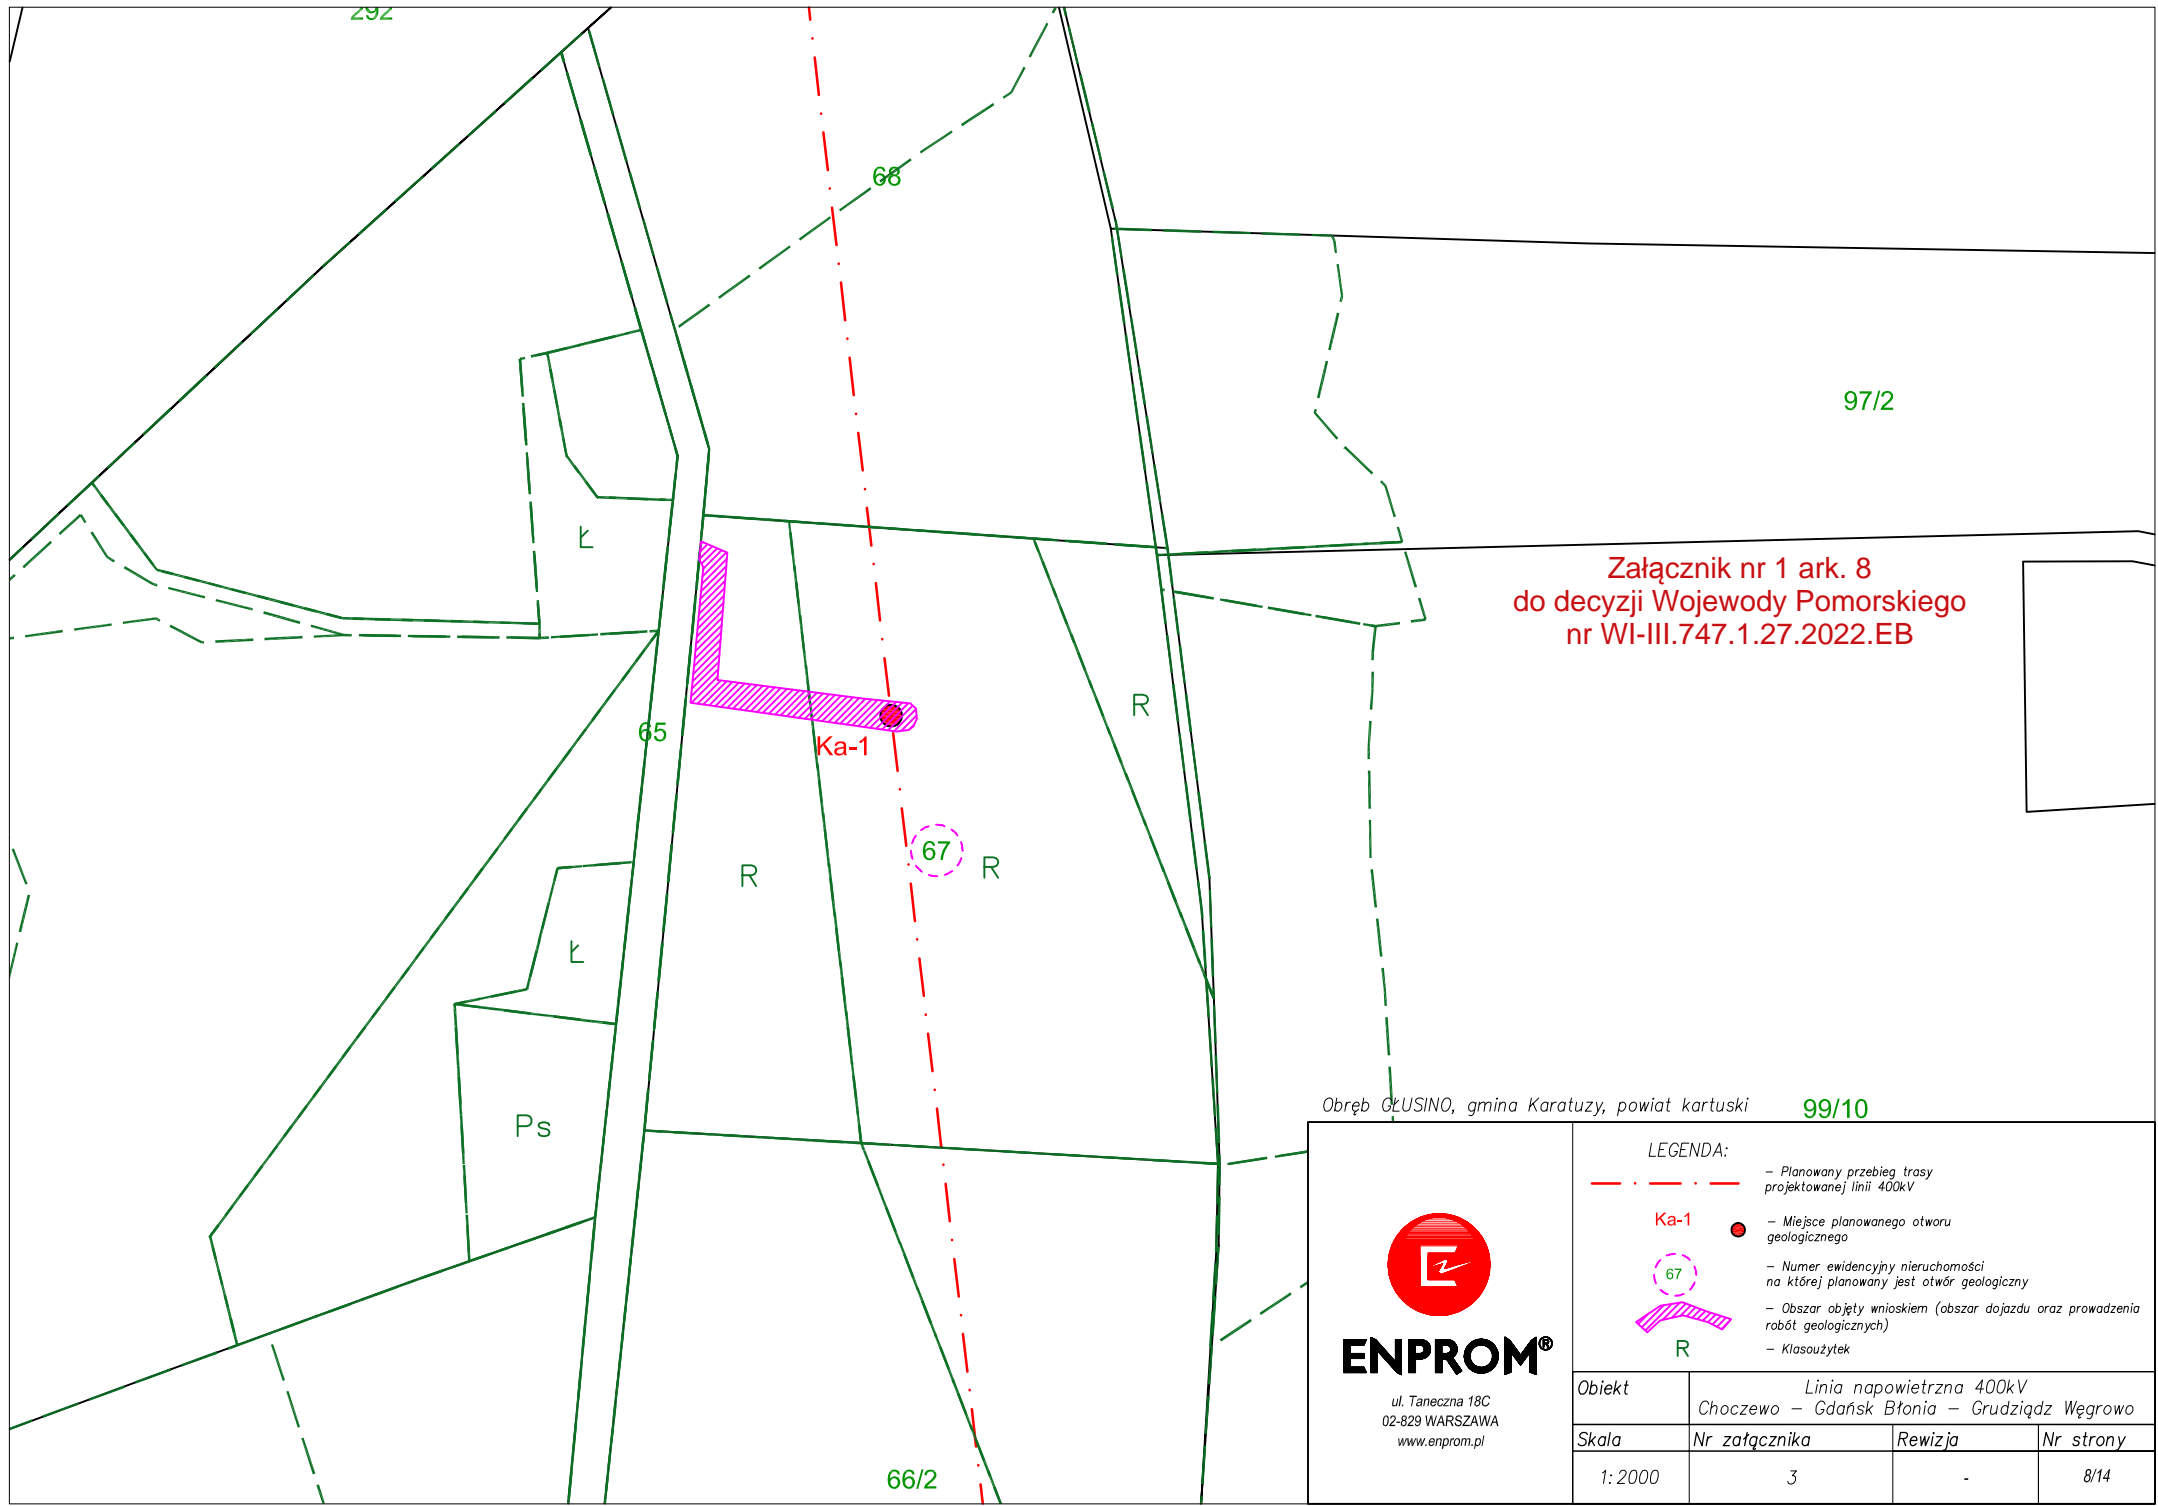 292
68
97/2
Ł
Załącznik nr 1 ark. 8
do decyzji Wojewody Pomorskiego
nr WI-III.747.1.27.2022.EB
R
65
Ka-1
67
R
R
Ł
Ps
66/2
99/10
Obręb GŁUSINO, gmina Karatuzy, powiat kartuski
LEGENDA:
– Planowany przebieg trasy
projektowanej linii 400kV
Ka-1
– Miejsce planowanego otworu
geologicznego
67
– Numer ewidencyjny nieruchomości
na której planowany jest otwór geologiczny
– Obszar objęty wnioskiem (obszar dojazdu oraz prowadzenia
robót geologicznych)
R
– Klasoużytek
ENPROM®
ul. Taneczna 18C
02-829 WARSZAWA
www.enprom.pl
Obiekt
Linia napowietrzna 400kV
Choczewo – Gdańsk Błonia – Grudziądz Węgrowo
Skala
Nr załącznika
Rewizja
Nr strony
1:2000
3
-
8/14